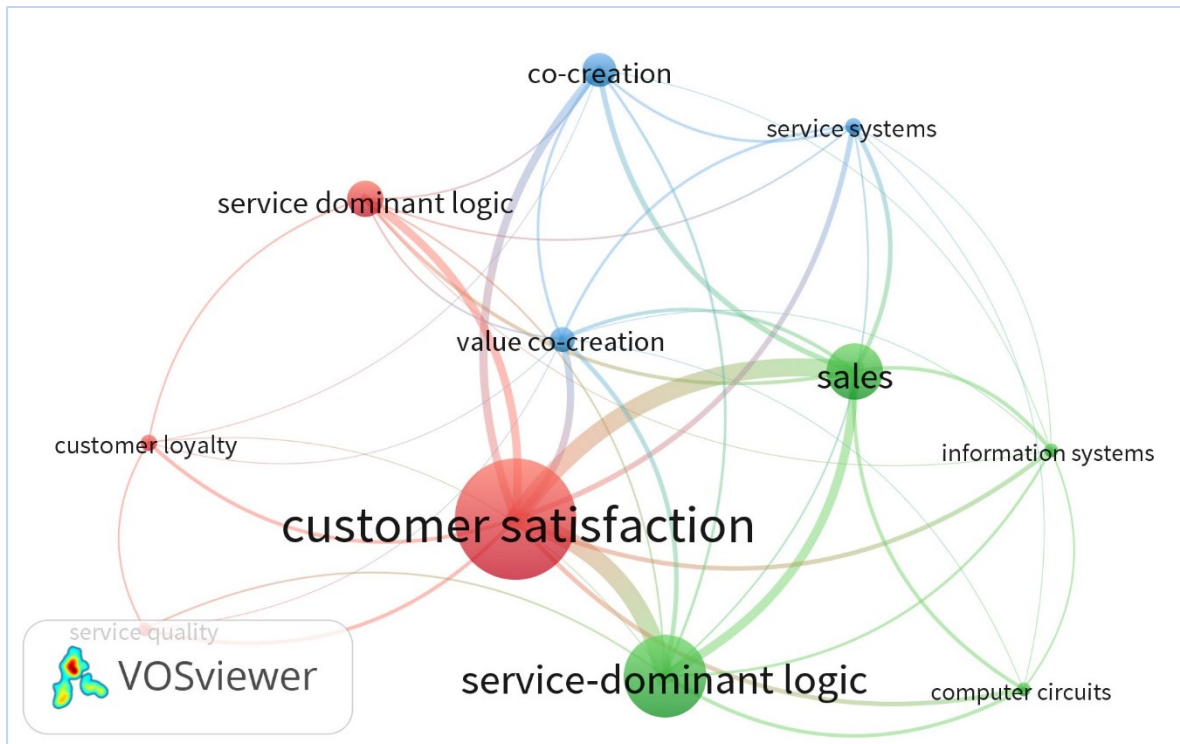 co-creation
service systems
service dominant logic
value co-creation
sales
customer loyalty
information systems
customer satisfaction
service quality
VOSviewer
service-dominant logic
computer circuits